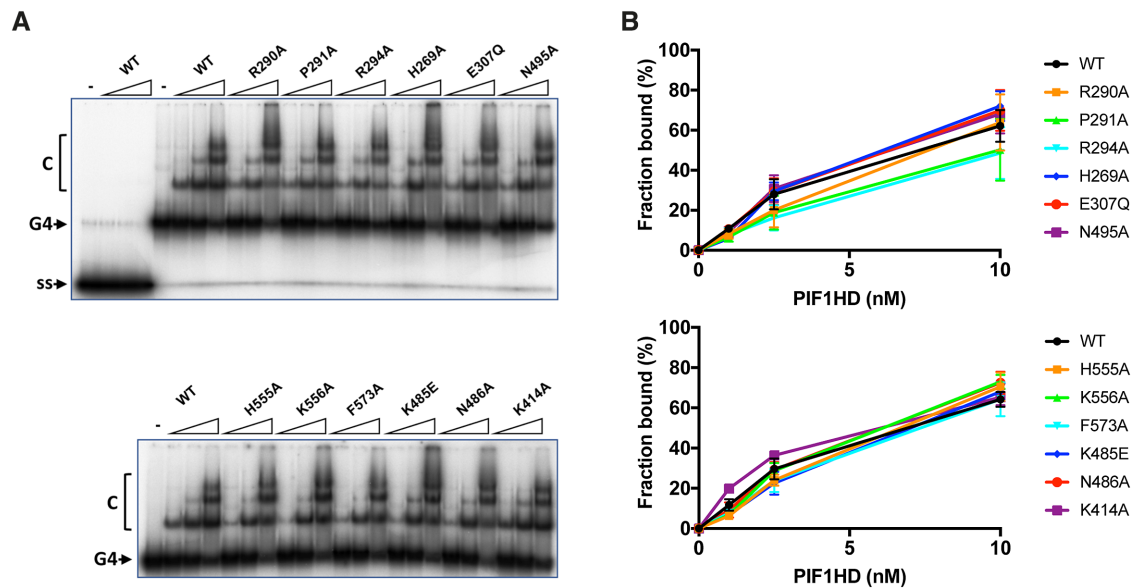 A
- WT - WT R290A P291A R294A H269A E307Q N495A
C
G4
ss
WT H555A K556A F573A K485E N486A K414A
-
C
G4
B
Fraction bound (%)
100
80
60
40
20
0
0 5 10
PIF1HD (nM)
WT
R290A
P291A
R294A
H269A
E307Q
N495A
Fraction bound (%)
100
80
60
40
20
0
0 5 10
PIF1HD (nM)
WT
H555A
K556A
F573A
K485E
N486A
K414A